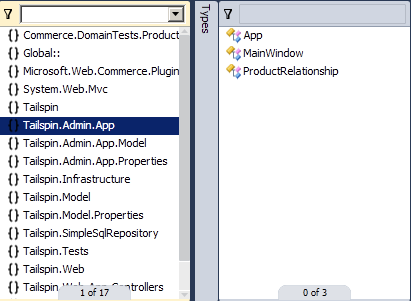 Commerce.DomainTests.Product
Global::
Microsoft.Web.Commerce.Plugin
System.Web.Mvc
Tailspin
Tailspin.Admin.App
Tailspin.Admin.App.Model
Tailspin.Admin.App.Properties
Tailspin.Infrastructure
Tailspin.Model
Tailspin.Model.Properties
Tailspin.SimpleSqlRepository
Tailspin.Tests
Tailspin.Web
Tailspin.Web.App.Controllers
1 of 17
Types
App
MainWindow
ProductRelationship
0 of 3